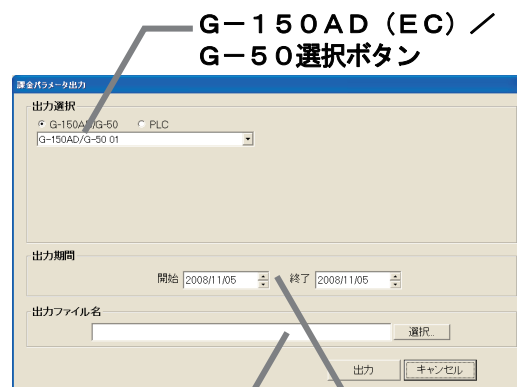 G－150AD（EC）／
G－50選択ボタン
課金パラメータ出力
出力選択
G-150AD/G-50 PLC
G-150AD/G-50 01
出力期間
開始 2008/11/05 終了 2008/11/05
出力ファイル名
選択...
出力 キャンセル